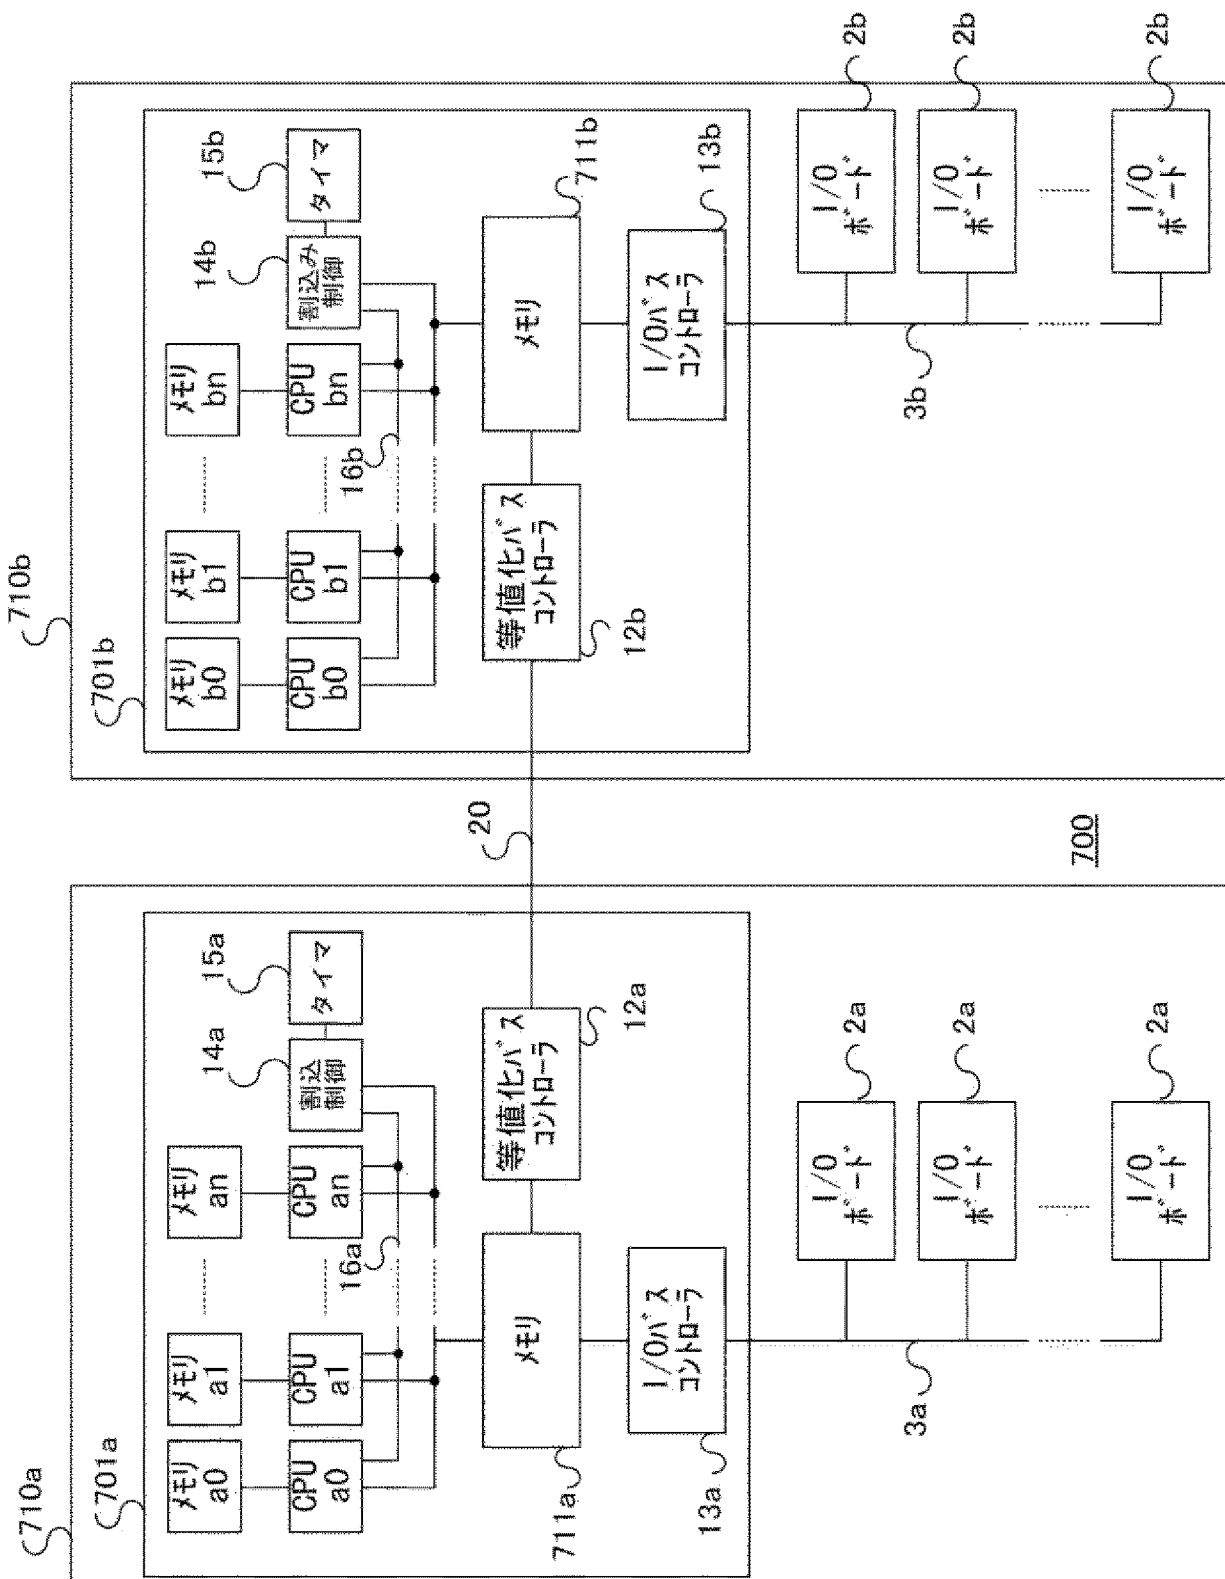 710a
701a
メモリ
a0
メモリ
a1
メモリ
an
CPU
a0
CPU
a1
CPU
an
14a
割込
制御
15a
タイマ
16a
711a
メモリ
等値化バス
コントローラ
12a
13a
I/Oバス
コントローラ
3a
I/O
ボード
2a
I/O
ボード
2a
I/O
ボード
2a
20
700
710b
701b
メモリ
b0
メモリ
b1
メモリ
bn
CPU
b0
CPU
b1
CPU
bn
14b
割込み
制御
15b
タイマ
16b
等値化バス
コントローラ
12b
メモリ
711b
I/Oバス
コントローラ
13b
3b
I/O
ボード
2b
I/O
ボード
2b
I/O
ボード
2b